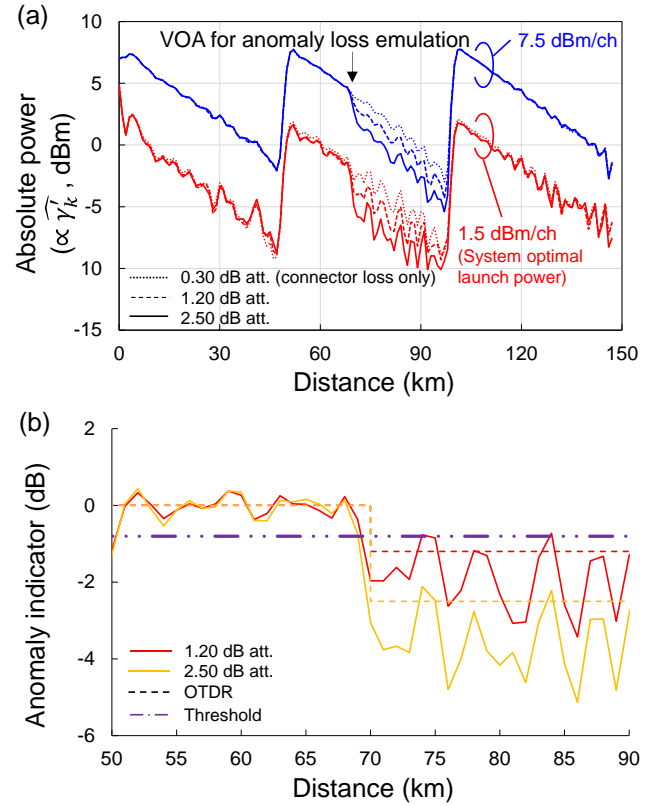 (a)
VOA for anomaly loss emulation
7.5 dBm/ch
1.5 dBm/ch
(System optimal
launch power)
0.30 dB att. (connector loss only)
1.20 dB att.
2.50 dB att.
Absolute power
(∝ \widehat{γ'_k} , dBm)
10
5
0
-5
10
-15
0
30
60
90
120
150
Distance (km)
(b)
Anomaly indicator (dB)
2
0
-2
-4
-6
1.20 dB att.
2.50 dB att.
OTDR
Threshold
50
55
60
65
70
75
80
85
90
Distance (km)